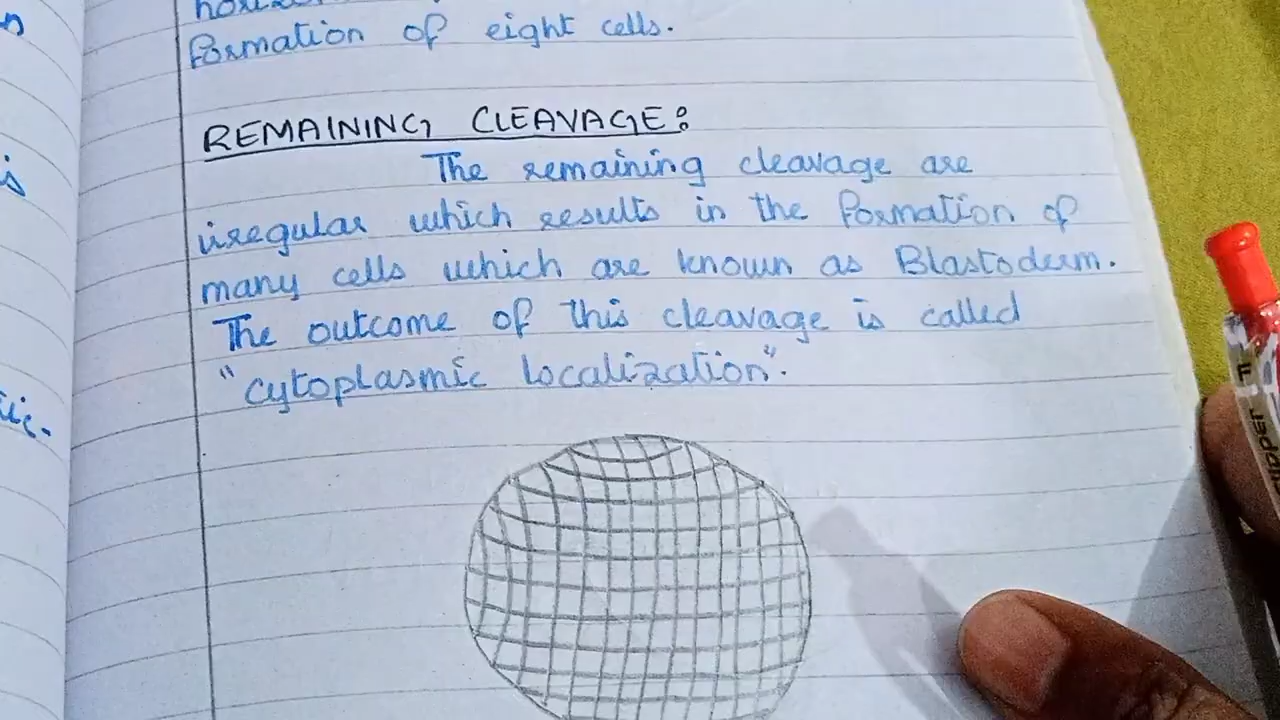 formation of eight cells.
REMAINING CLEAVAGE:
The remaining cleavage are
irregular which results in the formation of
many cells which are known as Blastoderm.
The outcome of this cleavage is called
"cytoplasmic localization".